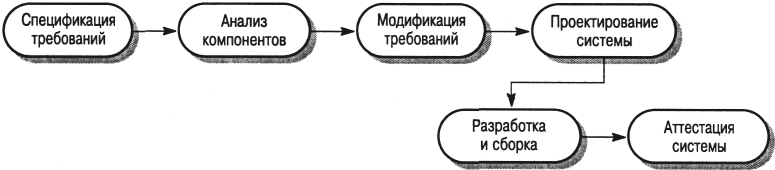 Спецификация
требований
Анализ
компонентов
Модификация
требований
Проектирование
системы
Разработка
и сборка
Аттестация
системы